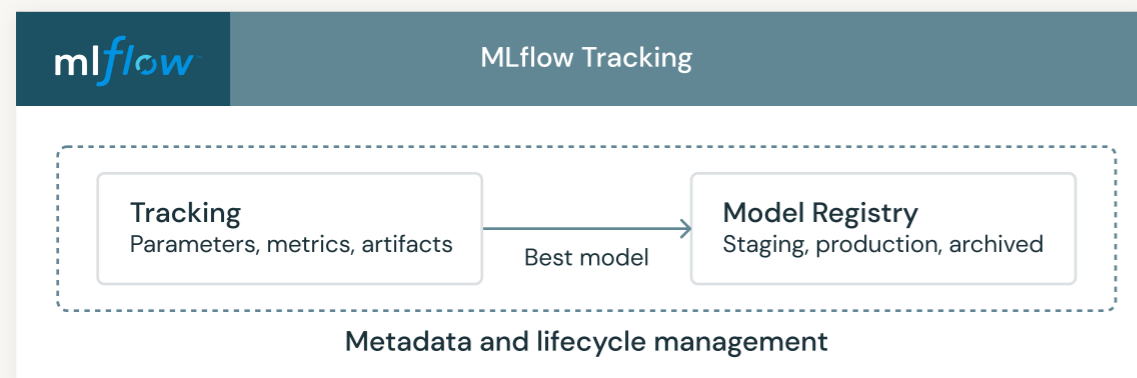 mlflow
MLflow Tracking
Tracking
Parameters, metrics, artifacts
Best model
Model Registry
Staging, production, archived
Metadata and lifecycle management